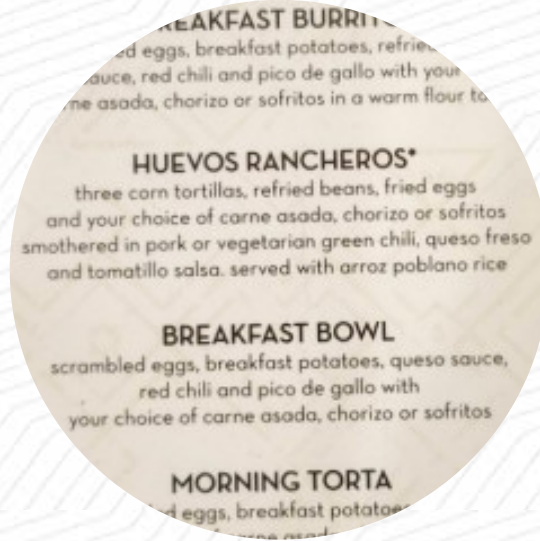 BREAKFAST BURRITO
eggs, breakfast potatoes, refried
sauce, red chili and pico de gallo with your
carne asada, chorizo or sofritos in a warm flour
HUEVOS RANCHEROS*
three corn tortillas, refried beans, fried eggs
and your choice of carne asada, chorizo or sofritos
smothered in pork or vegetarian green chili, queso freso
and tomatillo salsa. served with arroz poblano rice
BREAKFAST BOWL
scrambled eggs, breakfast potatoes, queso sauce,
red chili and pico de gallo with
your choice of carne asada, chorizo or sofritos
MORNING TORTA
eggs, breakfast potatoes